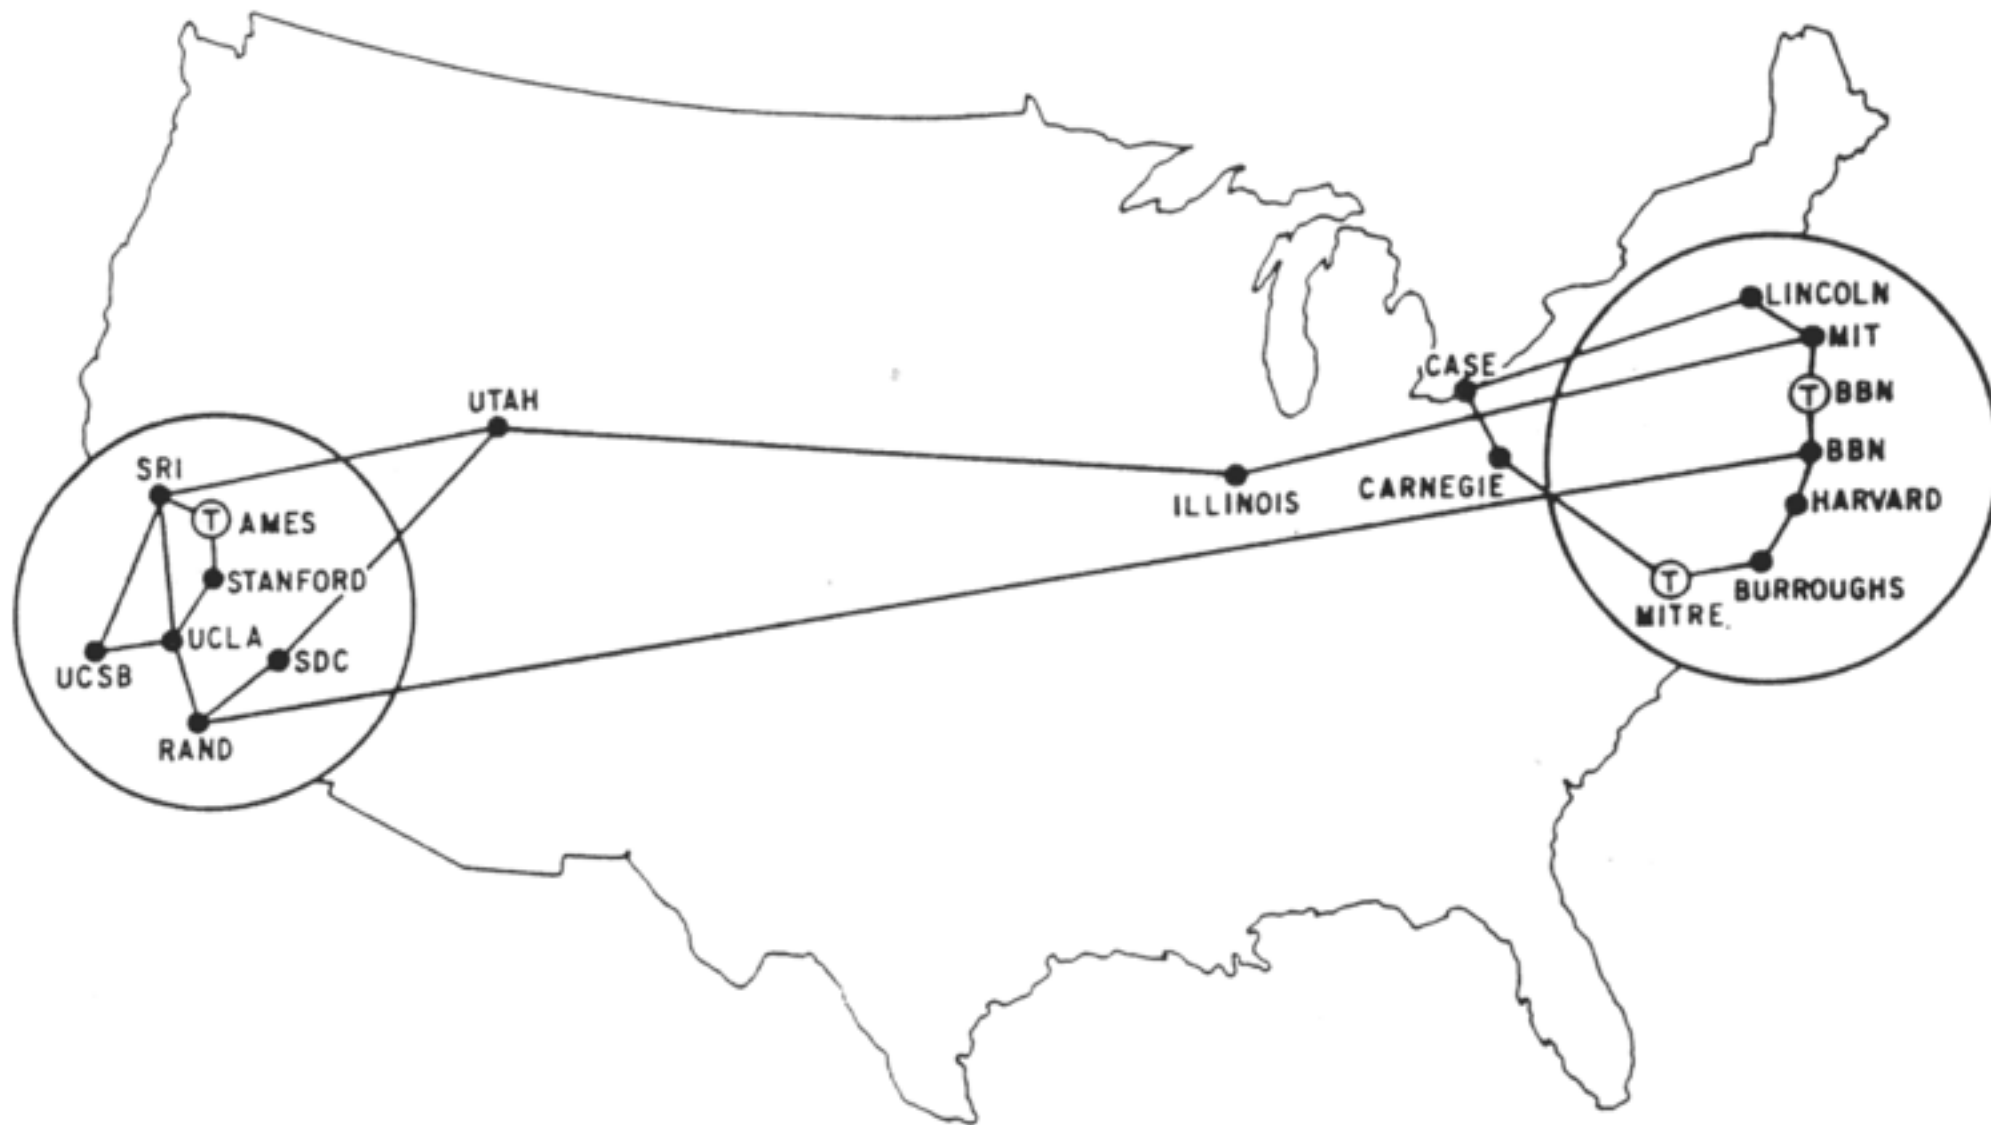 LINCOLN
MIT
CASE
T BBN
UTAH
BBN
SRI
ILLINOIS
CARNEGIE
HARVARD
T AMES
STANFORD
T
BURROUGHS
MITRE
UCLA
SDC
UCSB
RAND